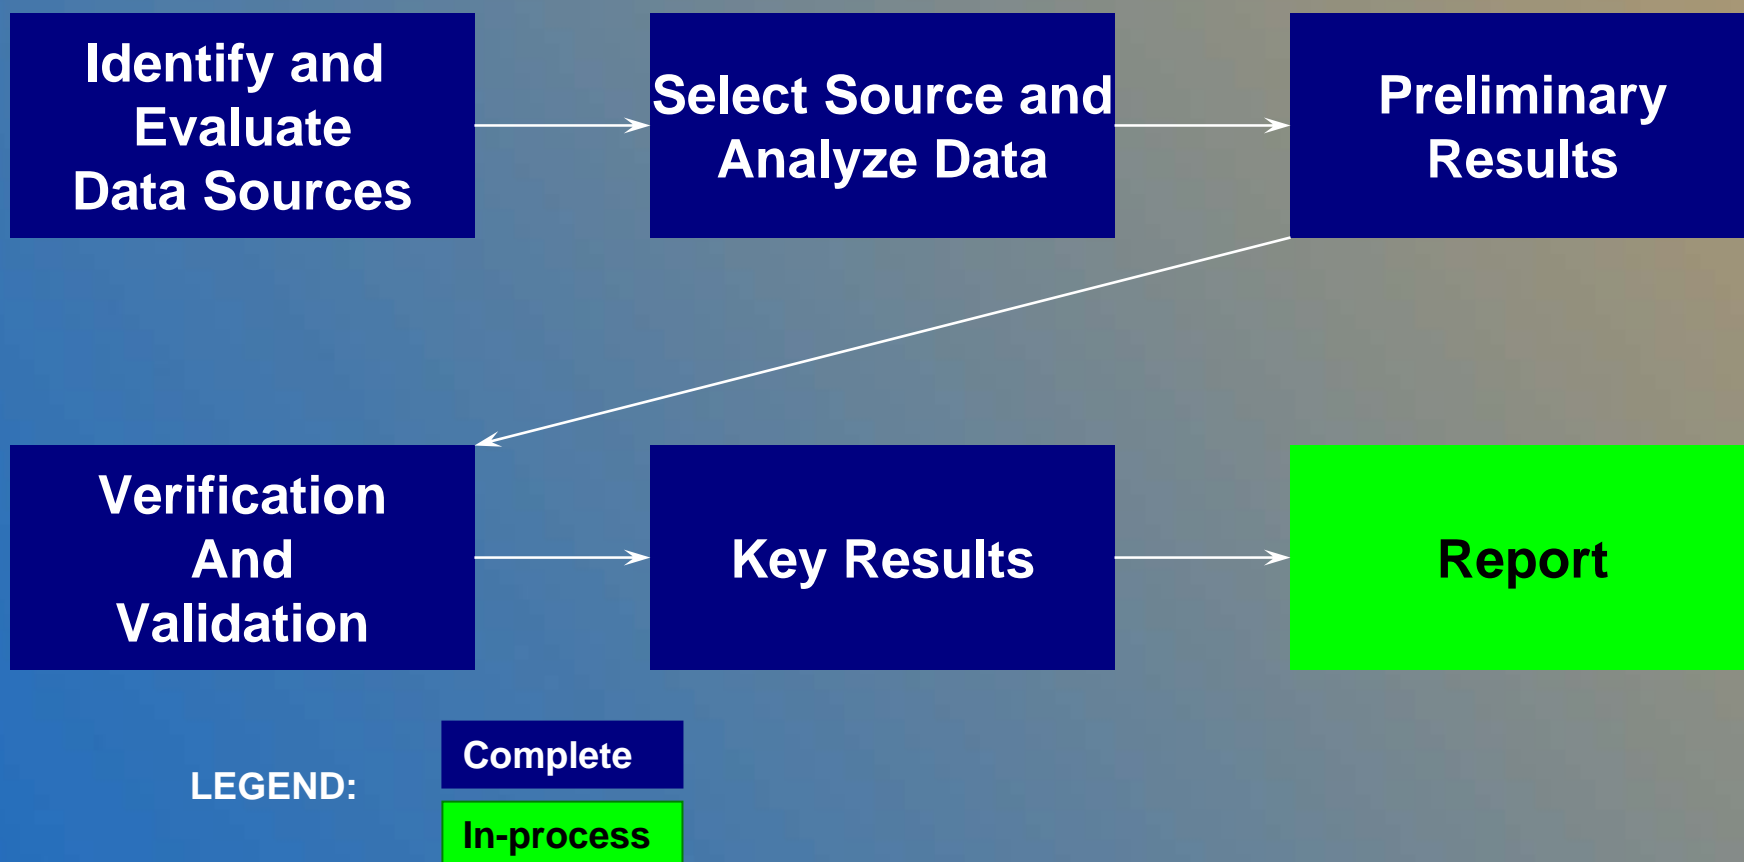 Identify and
Evaluate
Data Sources
Select Source and
Analyze Data
Preliminary
Results
Verification
And
Validation
Key Results
Report
LEGEND:
Complete
In-process